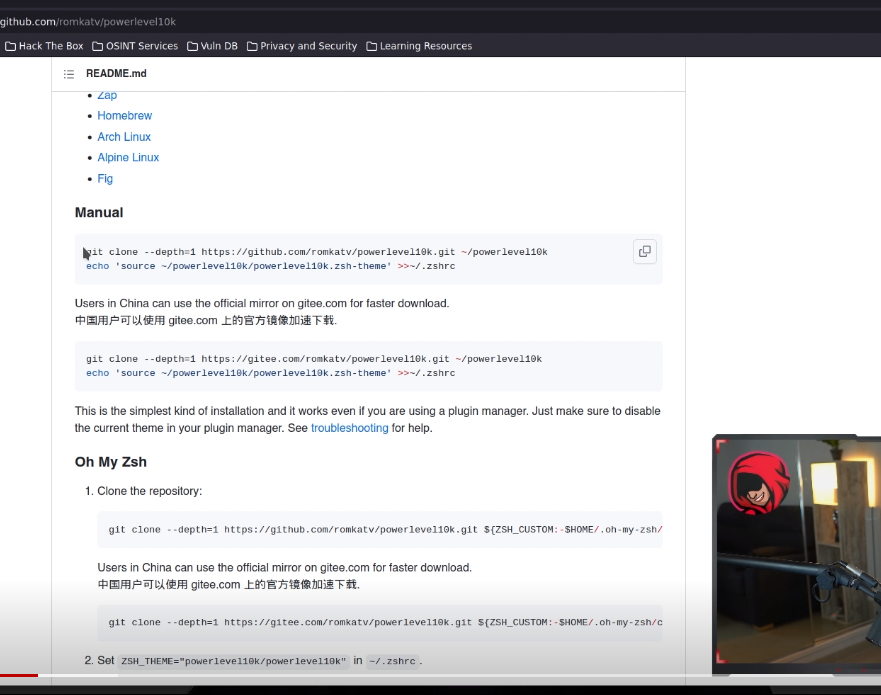 github.com/romkatv/powerlevel10k
Hack The Box OSINT Services Vuln DB Privacy and Security Learning Resources
README.md
Zap
Homebrew
Arch Linux
Alpine Linux
Fig
Manual
git clone --depth=1 https://github.com/romkatv/powerlevel10k.git ~/powerlevel10k
echo 'source ~/powerlevel10k/powerlevel10k.zsh-theme' >>~/.zshrc
Users in China can use the official mirror on gitee.com for faster download.
中国用户可以使用 gitee.com 上的官方镜像加速下载.
git clone --depth=1 https://gitee.com/romkatv/powerlevel10k.git ~/powerlevel10k
echo 'source ~/powerlevel10k/powerlevel10k.zsh-theme' >>~/.zshrc
This is the simplest kind of installation and it works even if you are using a plugin manager. Just make sure to disable
the current theme in your plugin manager. See troubleshooting for help.
Oh My Zsh
1. Clone the repository:
git clone --depth=1 https://github.com/romkatv/powerlevel10k.git ${ZSH_CUSTOM:-$HOME/.oh-my-zsh/
Users in China can use the official mirror on gitee.com for faster download.
中国用户可以使用 gitee.com 上的官方镜像加速下载.
git clone --depth=1 https://gitee.com/romkatv/powerlevel10k.git ${ZSH_CUSTOM:-$HOME/.oh-my-zsh/c
2. Set ZSH_THEME="powerlevel10k/powerlevel10k" in ~/.zshrc.